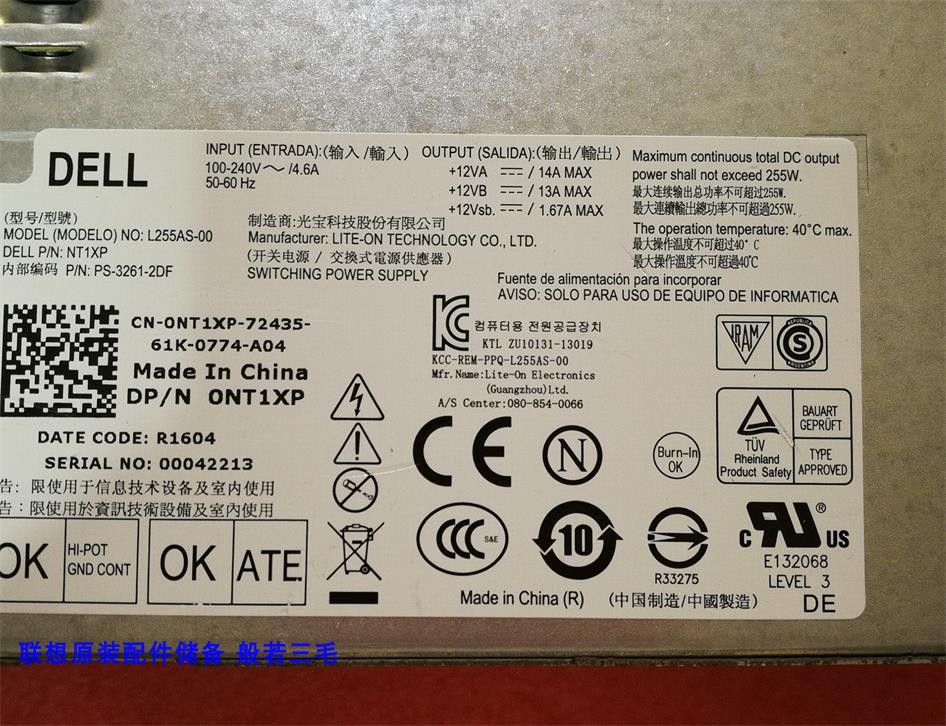 DELL
INPUT (ENTRADA):(输入 /輸入)
100-240V～ /4.6A
50-60 Hz
OUTPUT (SALIDA):(输出/輸出)
+12VA ⎓ / 14A MAX
+12VB ⎓ / 13A MAX
+12Vsb. ⎓ / 1.67A MAX
Maximum continuous total DC output
power shall not exceed 255W.
最大连续输出总功率不可超过255W.
最大連續輸出總功率不可超過255W.
The operation temperature: 40°C max.
最大操作温度不可超过40° C
最大操作溫度不可超過40°C
(型号/型號)
MODEL (MODELO) NO: L255AS-00
DELL P/N: NT1XP
内部编码 P/N: PS-3261-2DF
制造商:光宝科技股份有限公司
Manufacturer: LITE-ON TECHNOLOGY CO., LTD.
(开关电源 / 交換式電源供應器)
SWITCHING POWER SUPPLY
Fuente de alimentación para incorporar
AVISO: SOLO PARA USO DE EQUIPO DE INFORMATICA
CN-0NT1XP-72435-
61K-0774-A04
Made In China
DP/N 0NT1XP
DATE CODE: R1604
SERIAL NO: 00042213
告: 限使用于信息技术设备及室内使用
告: 限使用於資訊技術設備及室內使用
OK
HI-POT
GND CONT
OK
ATE.
컴퓨터용 전원공급장치
KTL ZU10131-13019
KCC-REM-PPQ-L255AS-00
Mfr.Name:Lite-On Electronics
(Guangzhou)Ltd.
A/S Center:080-854-0066
IRAM
S
CE
N
Burn-In
OK
TÜV
Rheinland
Product Safety
BAUART
GEPRÜFT
TYPE
APPROVED
CCC
S&E
10
R33275
c RU ® US
E132068
LEVEL 3
DE
Made in China (R)
(中国制造/中國製造)
联想原装配件储备 般若三毛